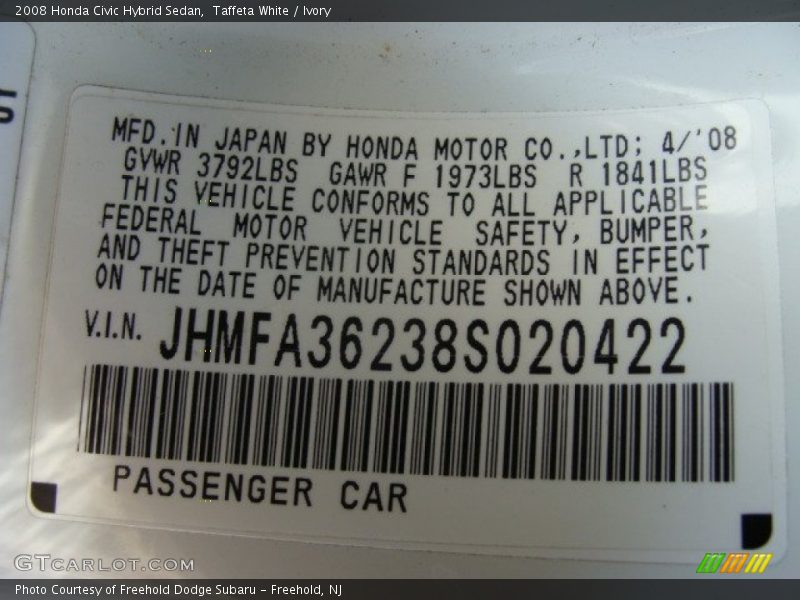 2008 Honda Civic Hybrid Sedan, Taffeta White / Ivory
MFD. IN JAPAN BY HONDA MOTOR CO.,LTD; 4/'08
GVWR 3792LBS GAWR F 1973LBS R 1841LBS
THIS VEHICLE CONFORMS TO ALL APPLICABLE
FEDERAL MOTOR VEHICLE SAFETY, BUMPER,
AND THEFT PREVENTION STANDARDS IN EFFECT
ON THE DATE OF MANUFACTURE SHOWN ABOVE.
V.I.N. JHMFA36238S020422
PASSENGER CAR
GTCARLOT.COM
Photo Courtesy of Freehold Dodge Subaru - Freehold, NJ